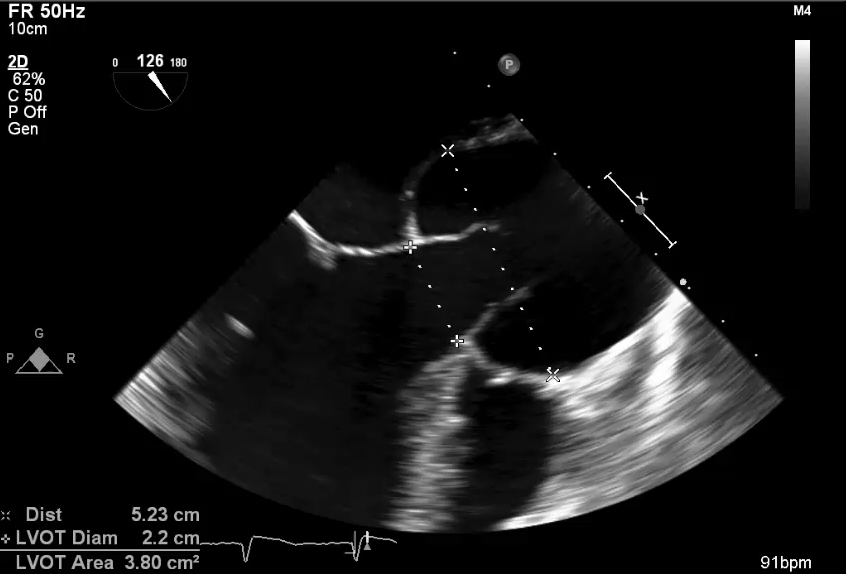 FR 50Hz
10cm
M4
2D
62%
C 50
P Off
Gen
0 126 180
P
X
G
P R
Dist 5.23 cm
LVOT Diam 2.2 cm
LVOT Area 3.80 cm²
91bpm